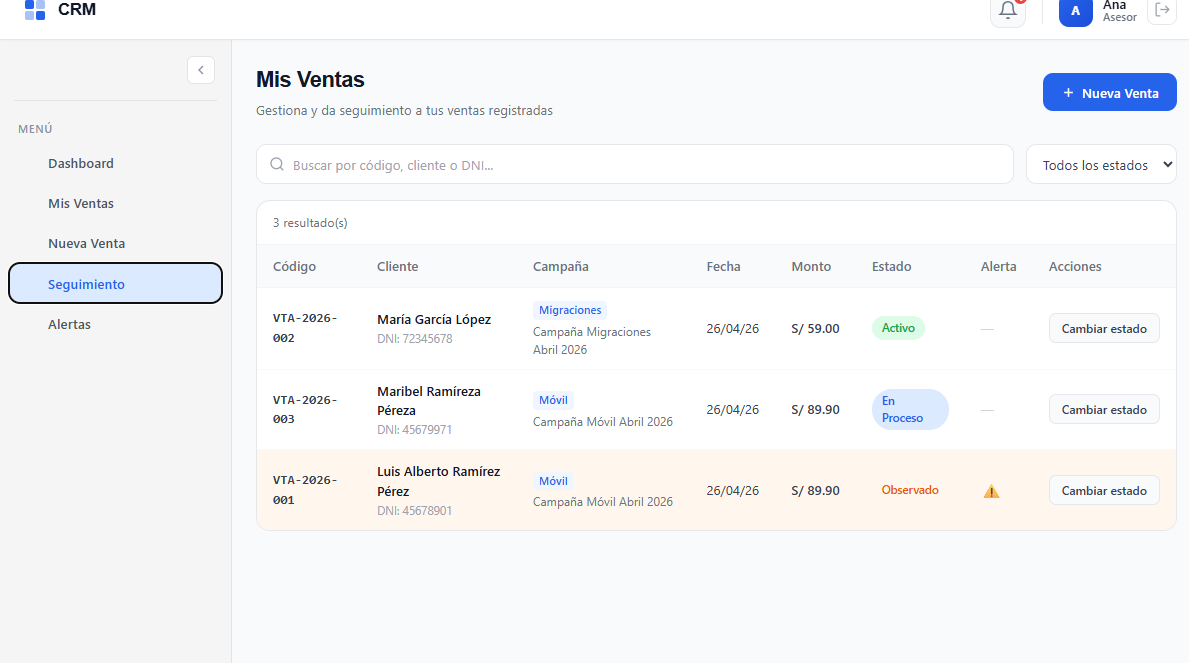 CRM
Ana
A
Asesor
Mis Ventas
+ Nueva Venta
Gestiona y da seguimiento a tus ventas registradas
MENÚ
Dashboard
Mis Ventas
Nueva Venta
Seguimiento
Alertas
Buscar por código, cliente o DNI...
Todos los estados
3 resultado(s)
Código Cliente Campaña Fecha Monto Estado Alerta Acciones
VTA-2026-
002
María García López
DNI: 72345678
Migraciones
Campaña Migraciones
Abril 2026
26/04/26
S/ 59.00
Activo
—
Cambiar estado
VTA-2026-
003
Maribel Ramíreza
Péreza
DNI: 45679971
Móvil
Campaña Móvil Abril 2026
26/04/26
S/ 89.90
En
Proceso
—
Cambiar estado
VTA-2026-
001
Luis Alberto Ramírez
Pérez
DNI: 45678901
Móvil
Campaña Móvil Abril 2026
26/04/26
S/ 89.90
Observado
Cambiar estado